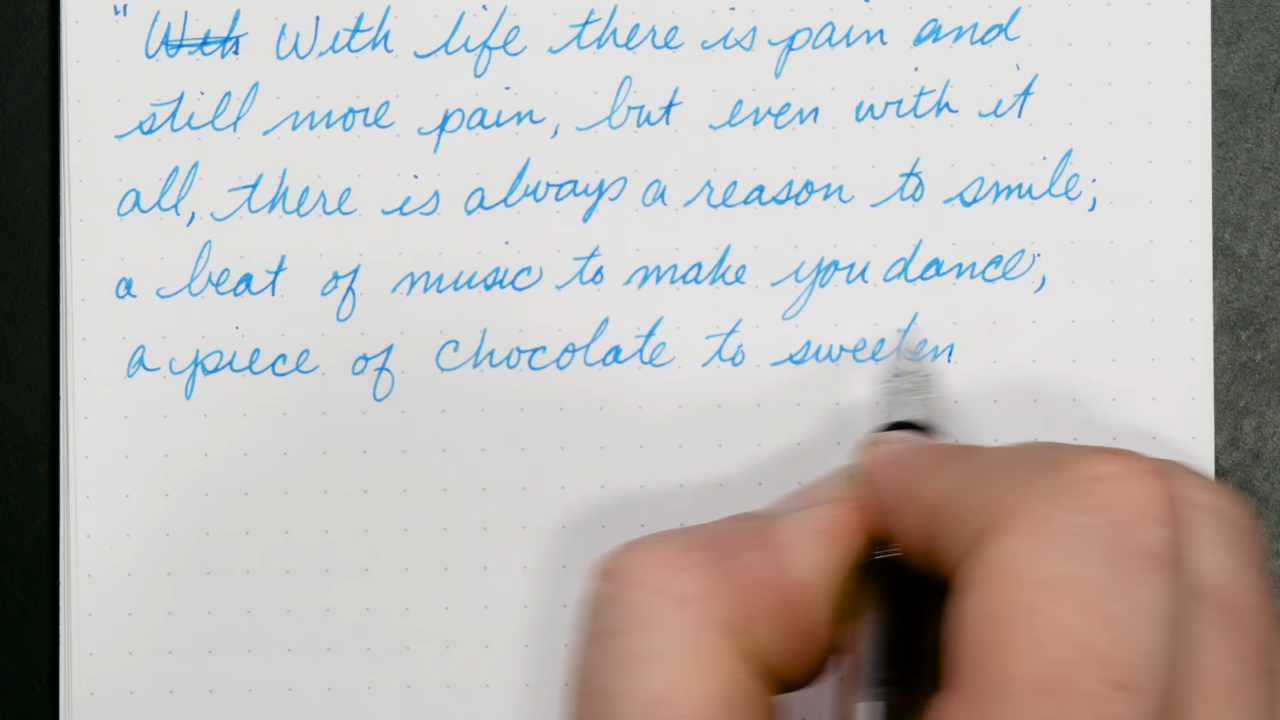 " With With life there is pain and
still more pain, but even with it
all, there is always a reason to smile;
a beat of music to make you dance;
a piece of chocolate to sweeten